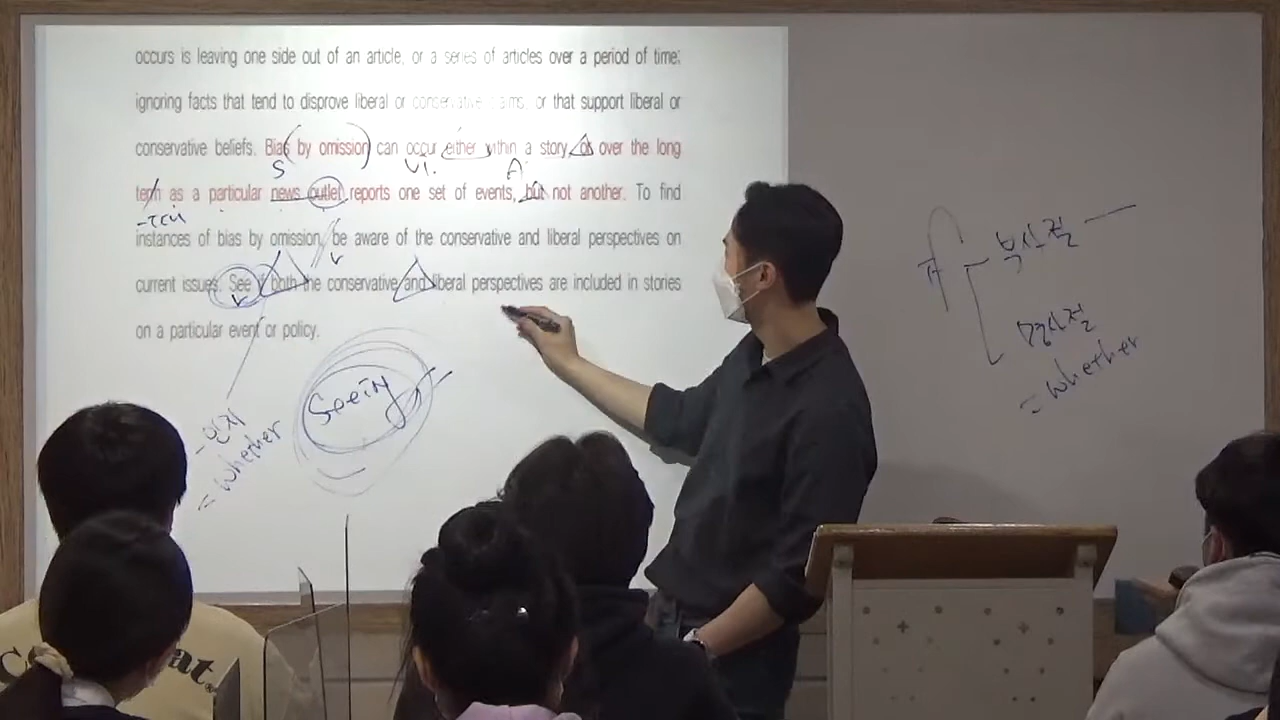 occurs is leaving one side out of an article, or a series of articles over a period of time;
ignoring facts that tend to disprove liberal or conservative claims, or that support liberal or
conservative beliefs. Bias by omission can occur either within a story, or over the long
S
Vi.
A
term as a particular news outlet reports one set of events, but not another. To find
instances of bias by omission, be aware of the conservative and liberal perspectives on
current issues. See if both the conservative and liberal perspectives are included in stories
on a particular event or policy.
Seeing
-인지
= whether
if
부사절
명사절
= whether